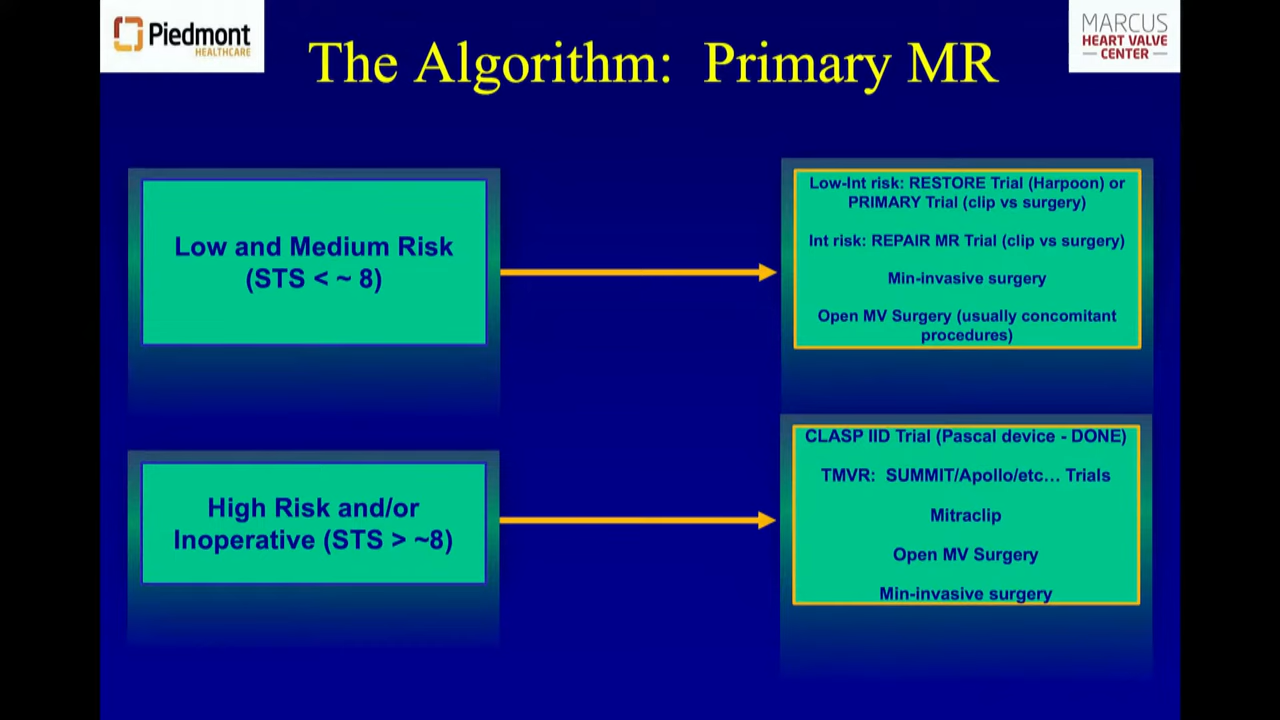 Piedmont
HEALTHCARE
MARCUS
HEART VALVE
CENTER
The Algorithm: Primary MR
Low and Medium Risk
(STS < ~ 8)
Low-Int risk: RESTORE Trial (Harpoon) or
PRIMARY Trial (clip vs surgery)
Int risk: REPAIR MR Trial (clip vs surgery)
Min-invasive surgery
Open MV Surgery (usually concomitant
procedures)
High Risk and/or
Inoperative (STS > ~8)
CLASP IID Trial (Pascal device - DONE)
TMVR: SUMMIT/Apollo/etc... Trials
Mitraclip
Open MV Surgery
Min-invasive surgery